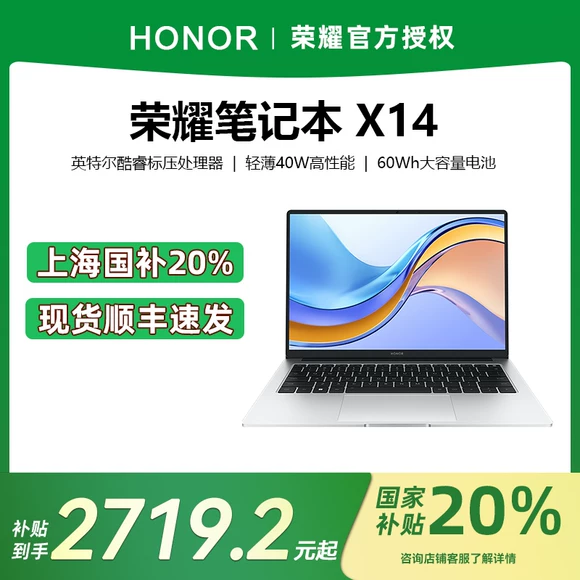 HONOR | 荣耀官方授权
荣耀笔记本 X14
英特尔酷睿标压处理器 | 轻薄40W高性能 | 60Wh大容量电池
上海国补20%
现货顺丰速发
HONOR
补贴到手 2719.2元起
国家补贴 20%
咨询店铺客服了解详情